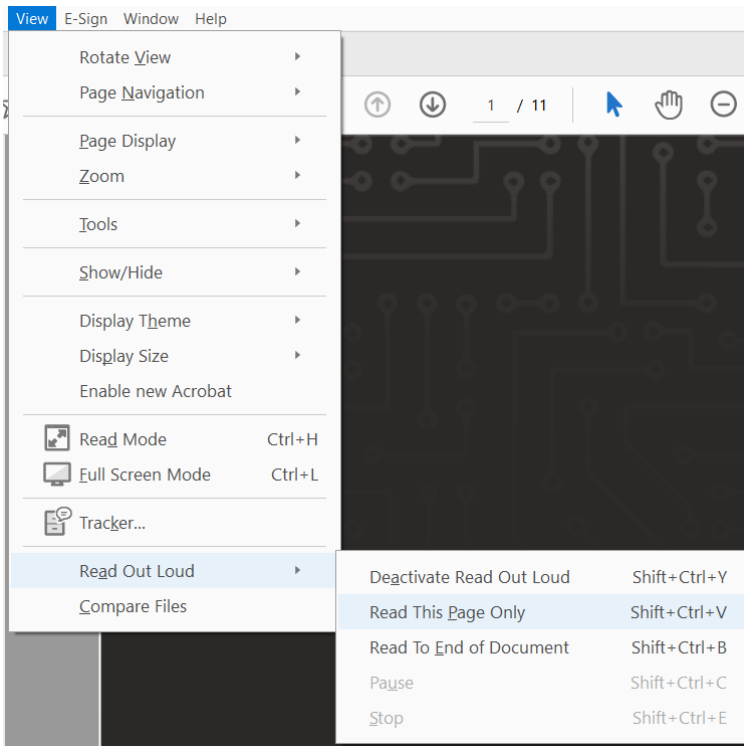 View E-Sign Window Help
Rotate View
Page Navigation
1 / 11
Page Display
Zoom
Tools
Show/Hide
Display Theme
Display Size
Enable new Acrobat
Read Mode Ctrl+H
Full Screen Mode Ctrl+L
Tracker...
Read Out Loud
Compare Files
Deactivate Read Out Loud Shift+Ctrl+Y
Read This Page Only Shift+Ctrl+V
Read To End of Document Shift+Ctrl+B
Pause Shift+Ctrl+C
Stop Shift+Ctrl+E